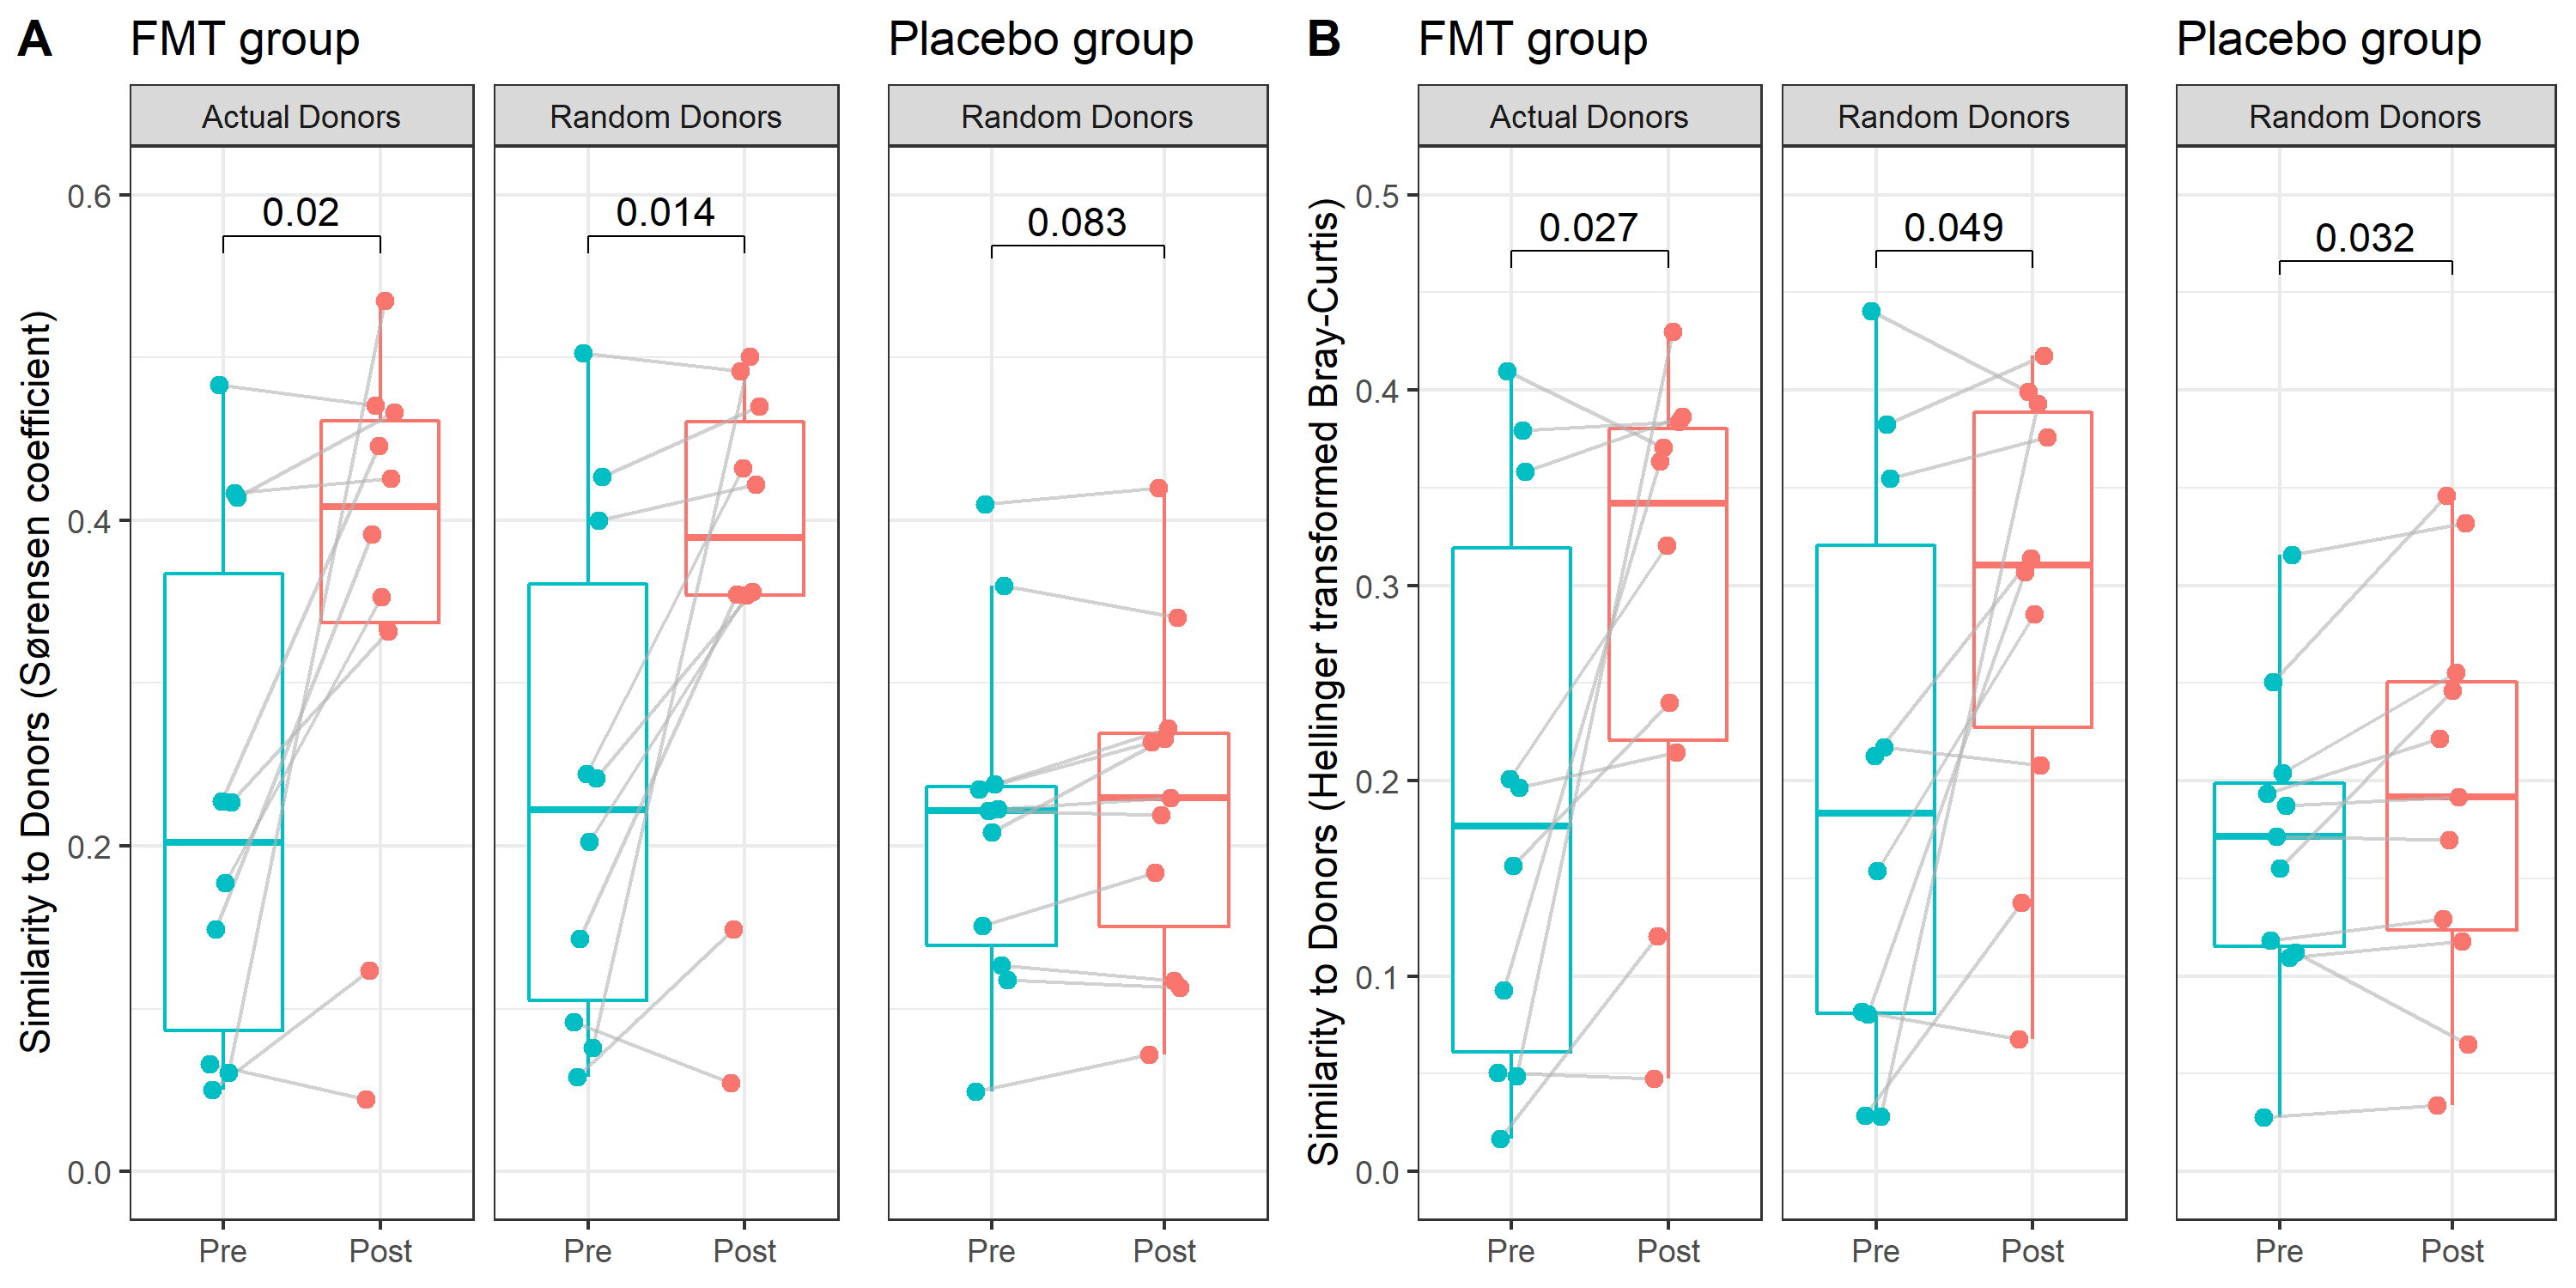 A FMT group Placebo group B FMT group Placebo group
Actual Donors Random Donors Random Donors Actual Donors Random Donors Random Donors
Similarity to Donors (Sørensen coefficient)
0.6
0.4
0.2
0.0
0.02
0.014
0.083
Pre Post Pre Post Pre Post
Similarity to Donors (Hellinger transformed Bray-Curtis)
0.5
0.4
0.3
0.2
0.1
0.0
0.027
0.049
0.032
Pre Post Pre Post Pre Post